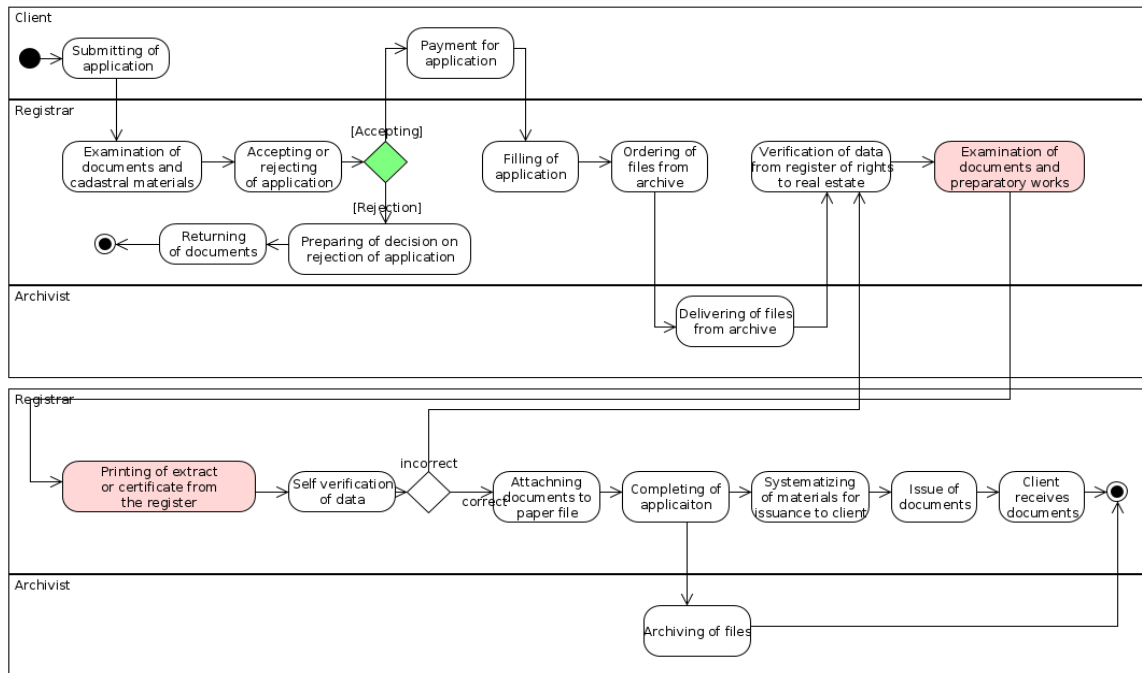 Client
Submitting of
application
Payment for
application
Registrar
[Accepting]
Examination of
documents and
cadastral materials
Accepting or
rejecting
of application
Filling of
application
Ordering of
files from
archive
Verification of data
from register of rights
to real estate
Examination of
documents and
preparatory works
[Rejection]
Returning
of documents
Preparing of decision on
rejection of application
Archivist
Delivering of files
from archive
Registrar
Printing of extract
or certificate from
the register
Self verification
of data
incorrect
correct
Attachning
documents to
paper file
Completing of
applicaiton
Systematizing
of materials for
issuance to client
Issue of
documents
Client
receives
documents
Archivist
Archiving of files